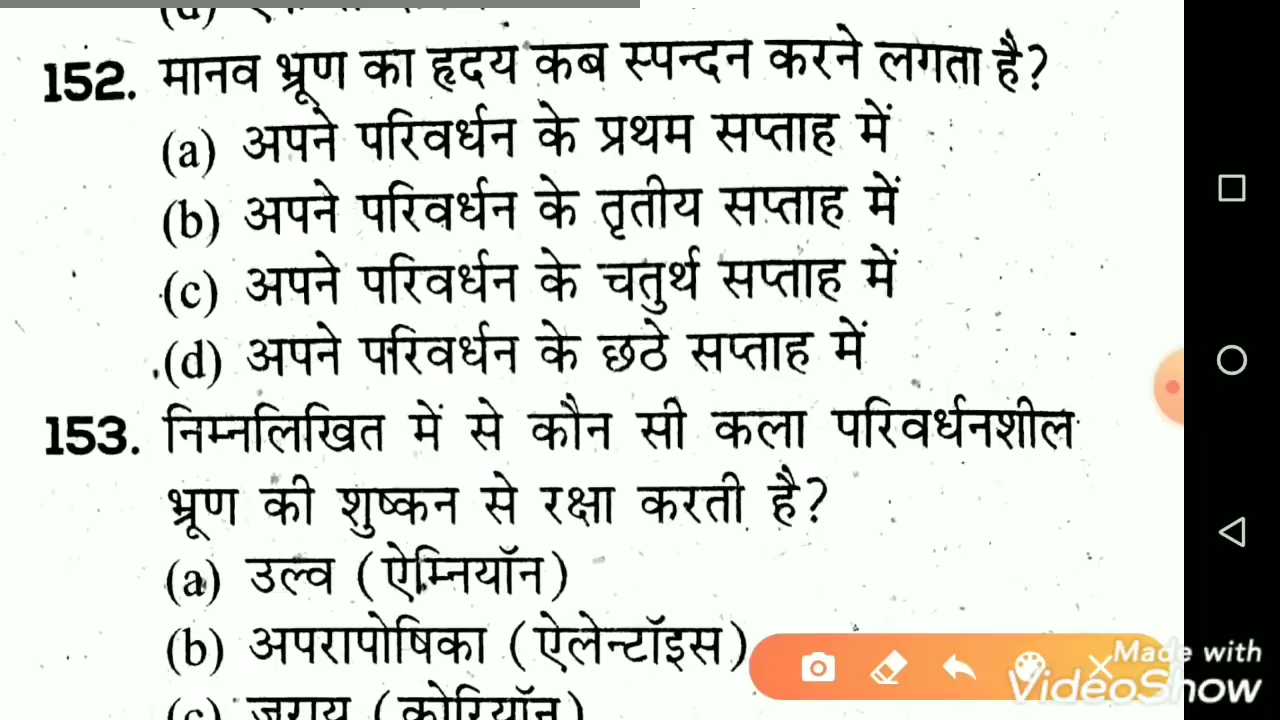 152. मानव भ्रूण का हृदय कब स्पन्दन करने लगता है?
(a) अपने परिवर्धन के प्रथम सप्ताह में
(b) अपने परिवर्धन के तृतीय सप्ताह में
(c) अपने परिवर्धन के चतुर्थ सप्ताह में
(d) अपने परिवर्धन के छठे सप्ताह में
153. निम्नलिखित में से कौन सी कला परिवर्धनशील
भ्रूण की शुष्कन से रक्षा करती है?
(a) उल्व (ऐम्नियॉन)
(b) अपरापोषिका (ऐलेन्टॉइस)
(c) जरायु (कोरियॉन)
Made with
VideoShow